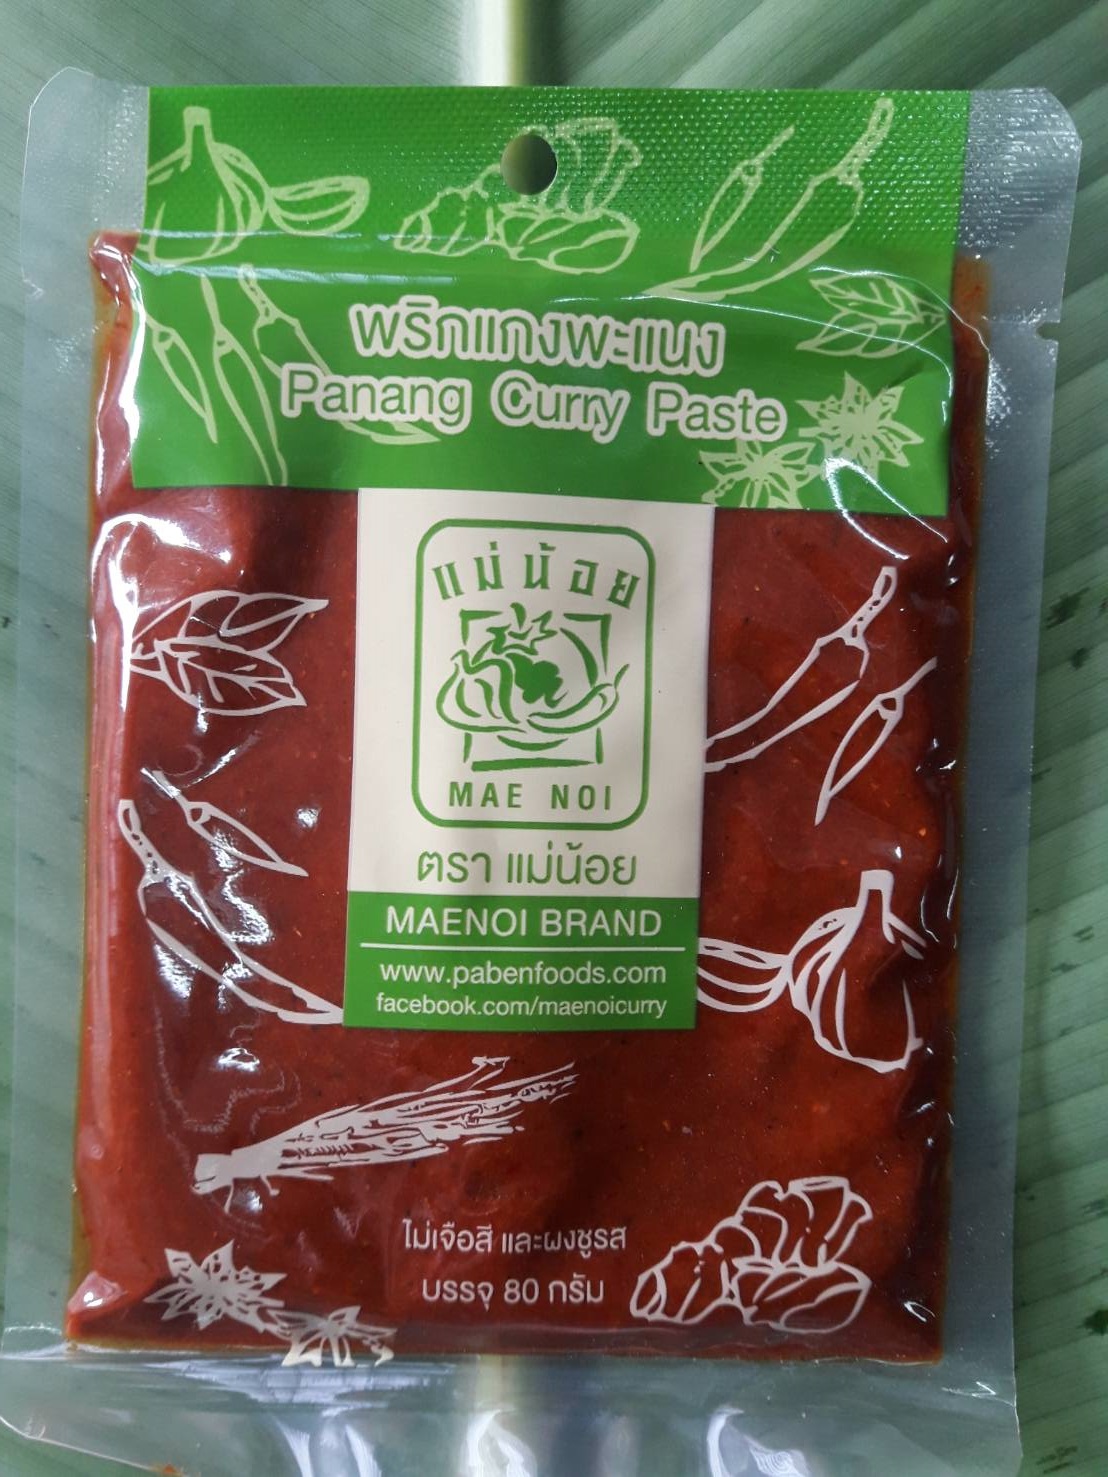 พริกแกงพะแนง
Panang Curry Paste
แม่น้อย
MAE NOI
ตรา แม่น้อย
MAENOI BRAND
www.pabenfoods.com
facebook.com/maenoicurry
ไม่เจือสี และผงชูรส
บรรจุ 80 กรัม